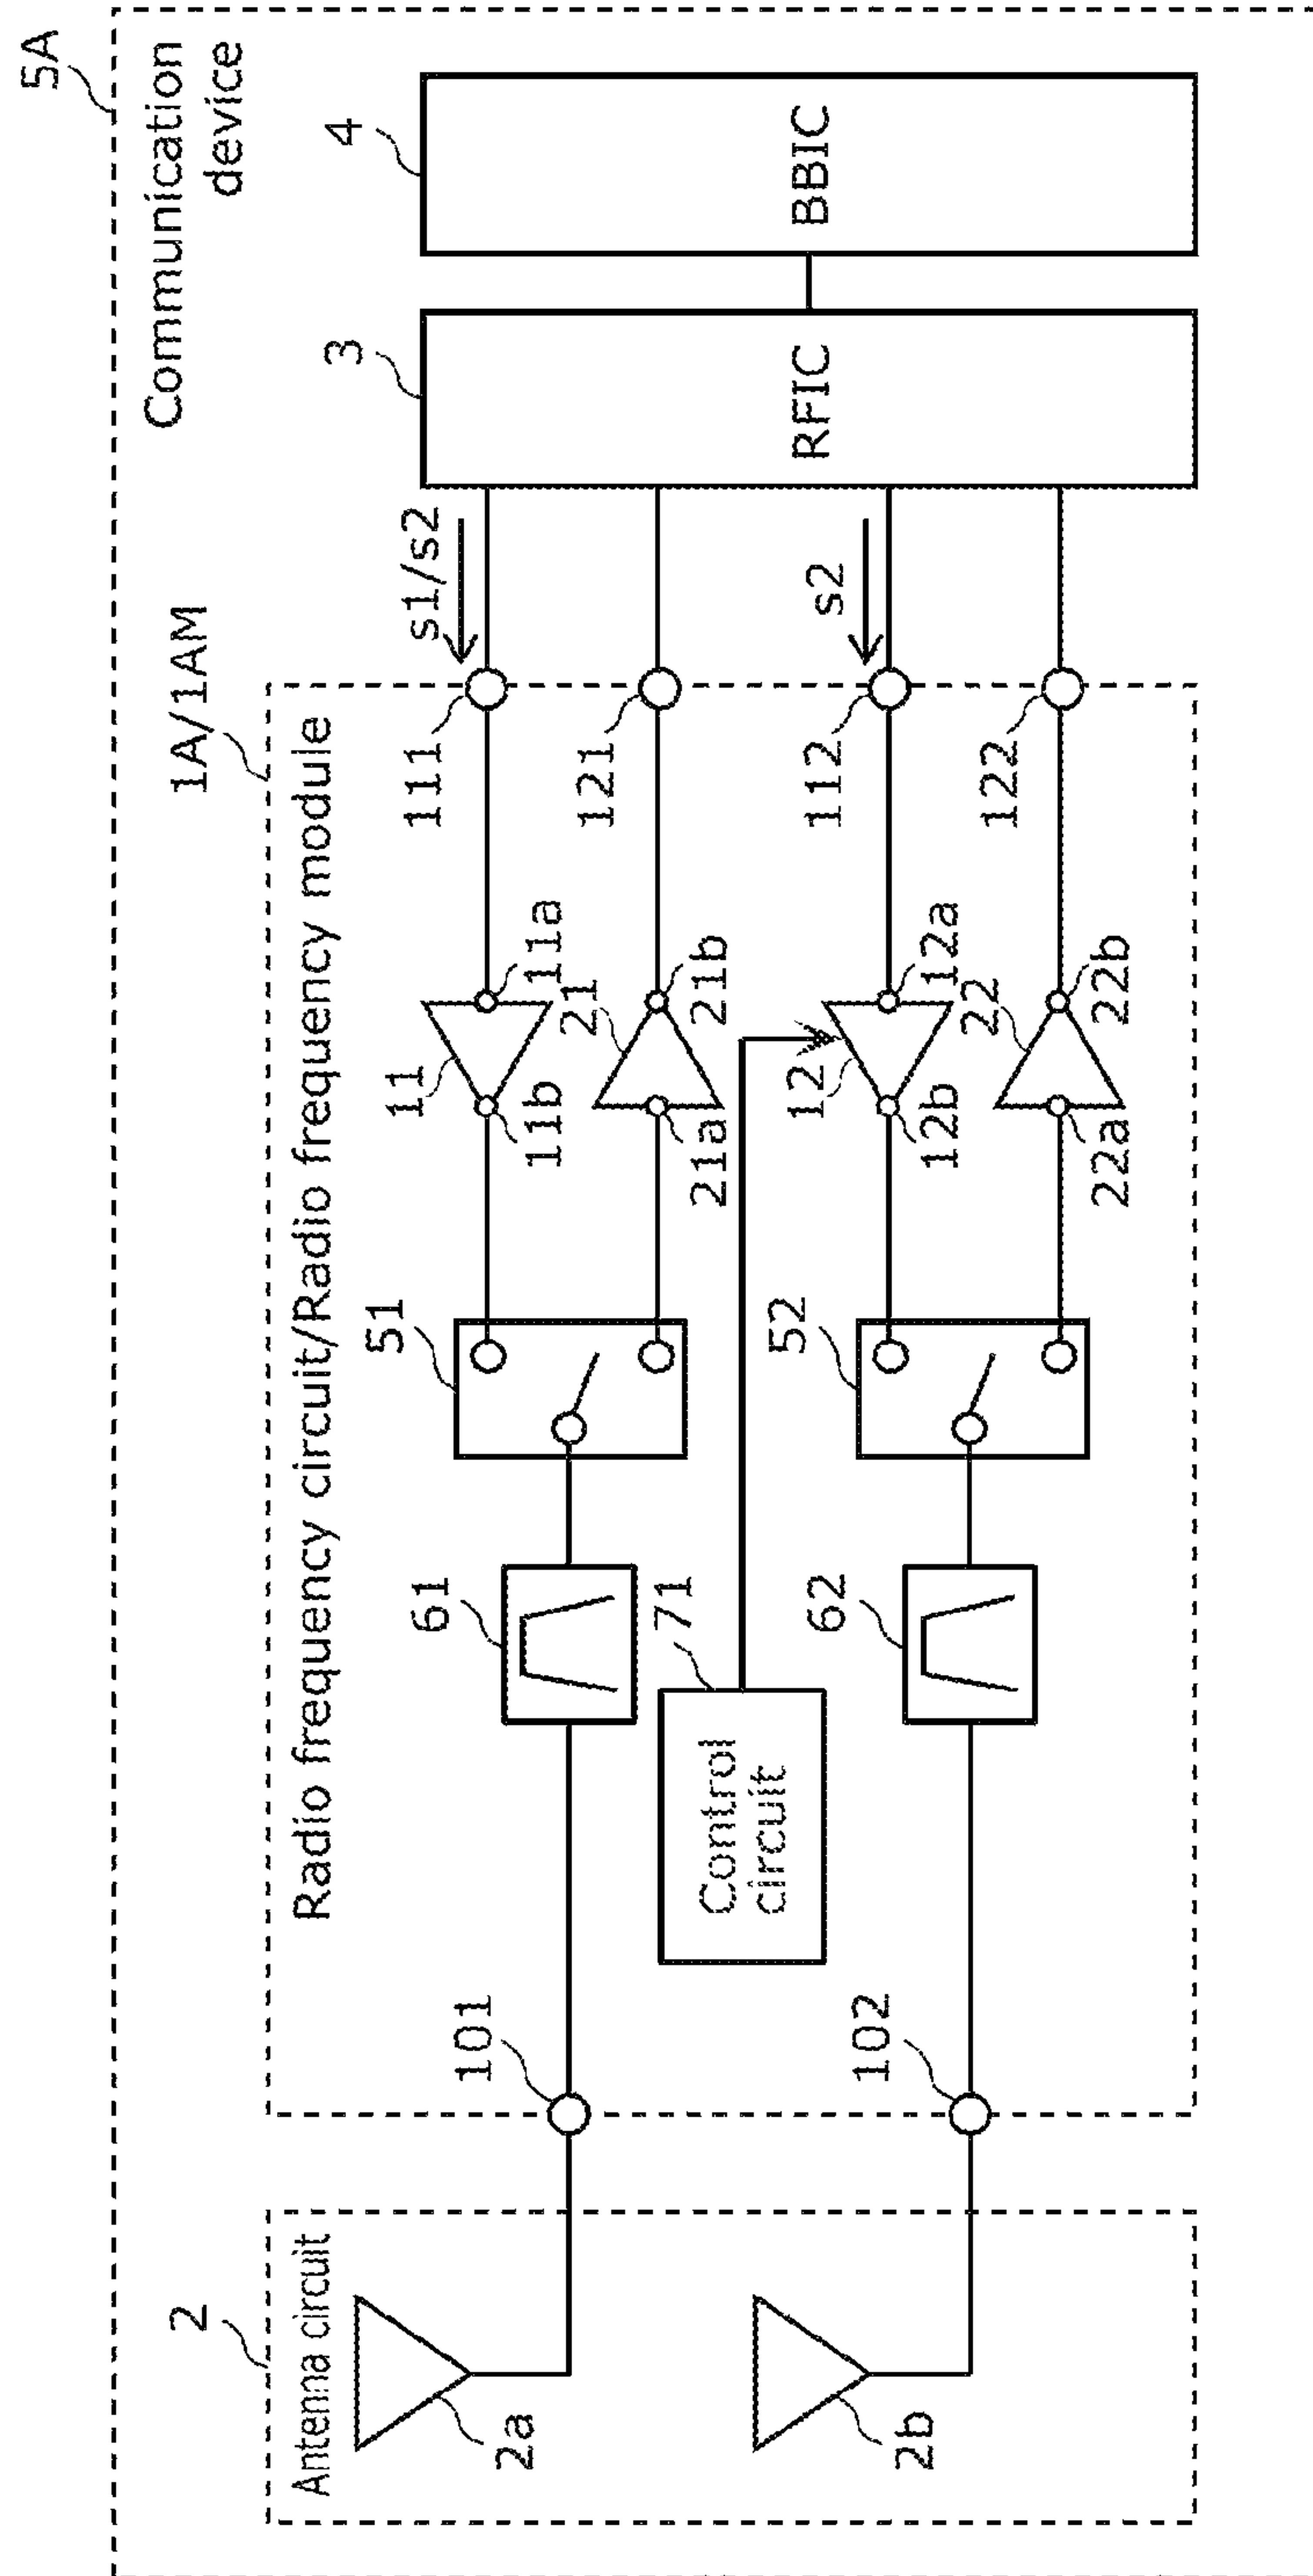 5A
Communication
device
1A/1AM
Radio frequency circuit/Radio frequency module
2
Antenna circuit
2a
101
61
51
11
11b
11a
111
s1/s2
3
RFIC
4
BBIC
21
21a
21b
121
71
Control
circuit
2b
102
62
52
12
12b
12a
112
s2
22
22a
22b
122